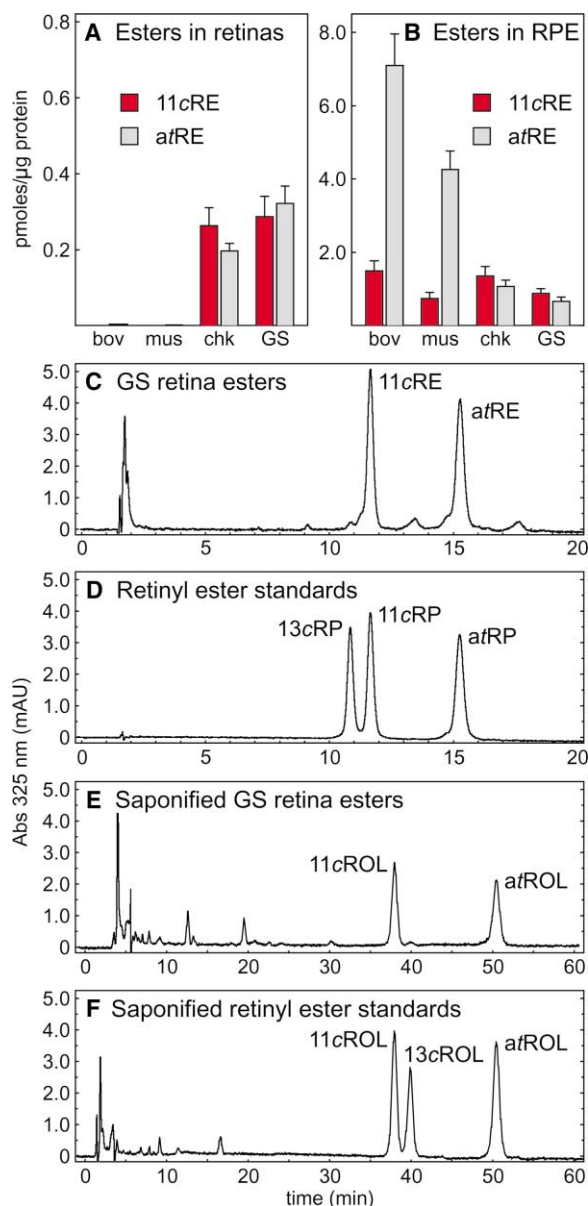 A Esters in retinas
B Esters in RPE
pmoles/µg protein
0.8
0.6
0.4
0.2
11cRE
atRE
8.0
6.0
4.0
2.0
11cRE
atRE
bov mus chk GS
bov mus chk GS
C GS retina esters
11cRE
atRE
5.0
4.0
3.0
2.0
1.0
0
0 5 10 15 20
D Retinyl ester standards
13cRP
11cRP
atRP
5.0
4.0
3.0
2.0
1.0
0
0 5 10 15 20
Abs 325 nm (mAU)
E Saponified GS retina esters
11cROL
atROL
5.0
4.0
3.0
2.0
1.0
0
0 10 20 30 40 50 60
F Saponified retinyl ester standards
11cROL
13cROL
atROL
5.0
4.0
3.0
2.0
1.0
0
0 10 20 30 40 50 60
time (min)